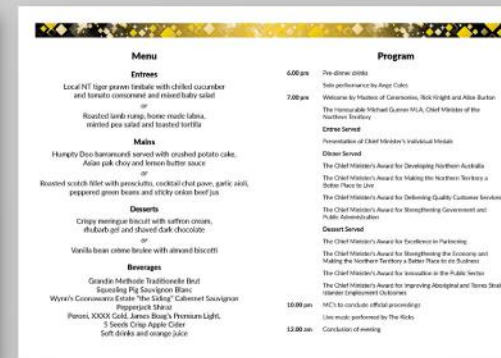 Menu
Entrees
Local NT tiger prawn timbale with chilled cucumber
and tomato consommé and mixed baby salad
or
Roasted lamb rump, home made labna,
minted pea salad and toasted tortilla
Mains
Humpty Doo barramundi served with crushed potato cake,
Asian pak choy and lemon butter sauce
or
Roasted scotch fillet with prosciutto, cocktail chat pave, garlic aioli,
peppered green beans and sticky onion beef jus
Desserts
Crispy meringue biscuit with saffron cream,
rhubarb gel and shaved dark chocolate
or
Vanilla bean crème brulee with almond biscotti
Beverages
Grandin Methode Traditionelle Brut
Squealing Pig Sauvignon Blanc
Wynn's Coonawarra Estate "the Siding" Cabernet Sauvignon
Pepperjack Shiraz
Peroni, XXXX Gold, James Boag's Premium Light,
5 Seeds Crisp Apple Cider
Soft drinks and orange juice
Program
6.00 pm Pre-dinner drinks
Solo performance by Ange Coles
7.00 pm Welcome by Masters of Ceremonies, Rick Knight and Alice Burton
The Honourable Michael Gunner MLA, Chief Minister of the
Northern Territory
Entree Served
Presentation of Chief Minister's Individual Medals
Dinner Served
The Chief Minister's Award for Developing Northern Australia
The Chief Minister's Award for Making the Northern Territory a
Better Place to Live
The Chief Minister's Award for Delivering Quality Customer Services
The Chief Minister's Award for Strengthening Government and
Public Administration
Dessert Served
The Chief Minister's Award for Excellence in Partnering
The Chief Minister's Award for Strengthening the Economy and
Making the Northern Territory a Better Place to do Business
The Chief Minister's Award for Innovation in the Public Sector
The Chief Minister's Award for Improving Aboriginal and Torres Strait
Islander Employment Outcomes
10.00 pm MC's to conclude official proceedings
Live music performed by The Kicks
12.00 am Conclusion of evening